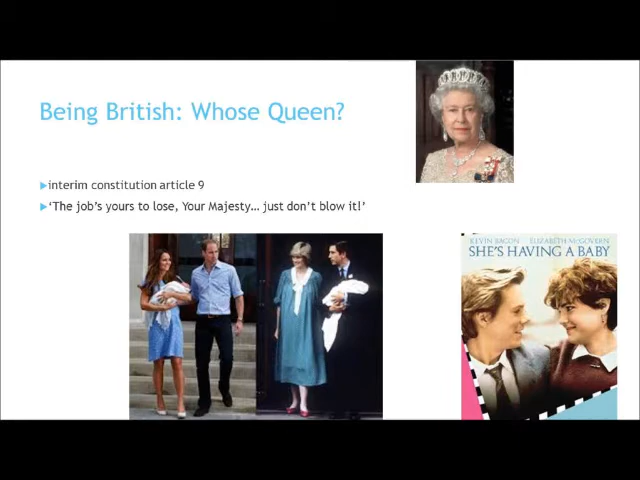 Being British: Whose Queen?
interim constitution article 9
‘The job’s yours to lose, Your Majesty… just don’t blow it!’
KEVIN BACON ELIZABETH McGOVERN
SHE'S HAVING A BABY